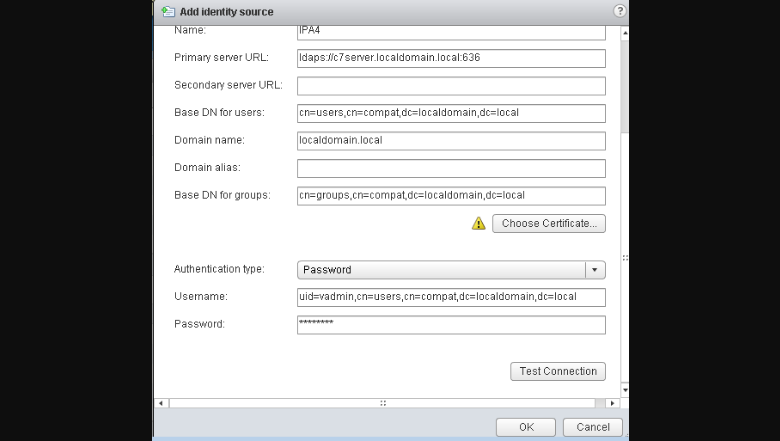 Add identity source
?
Name: IPA4
Primary server URL: ldaps://c7server.localdomain.local:636
Secondary server URL:
Base DN for users: cn=users,cn=compat,dc=localdomain,dc=local
Domain name: localdomain.local
Domain alias:
Base DN for groups: cn=groups,cn=compat,dc=localdomain,dc=local
Choose Certificate...
Authentication type: Password
Username: uid=vadmin,cn=users,cn=compat,dc=localdomain,dc=local
Password: ********
Test Connection
OK Cancel